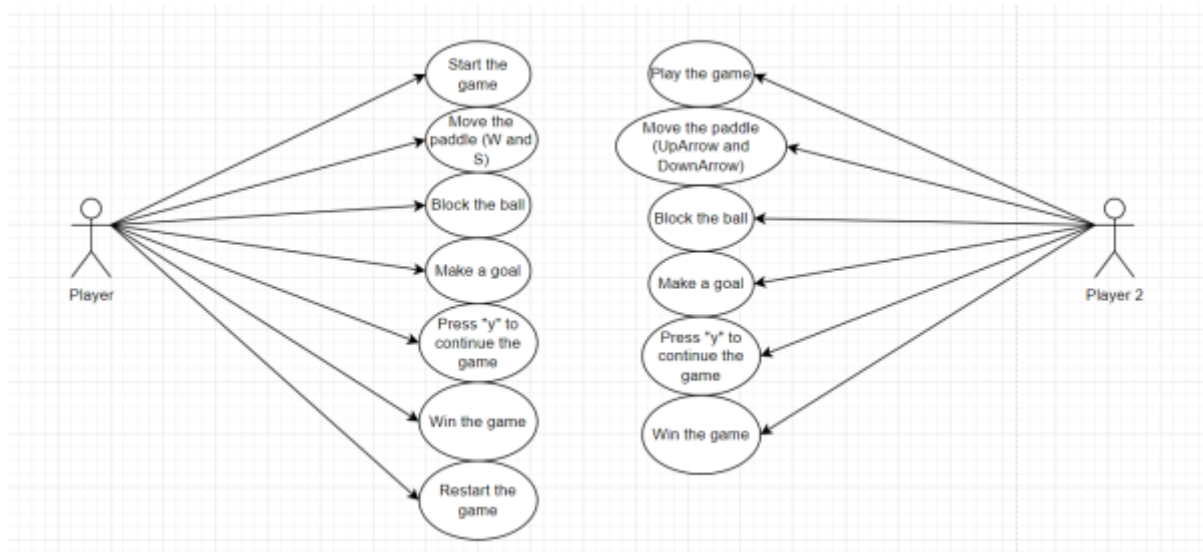 Start the
game
Move the
paddle (W and
S)
Block the ball
Make a goal
Press "y" to
continue the
game
Win the game
Restart the
game
Player
Play the game
Move the paddle
(UpArrow and
DownArrow)
Block the ball
Make a goal
Press "y" to
continue the
game
Win the game
Player 2